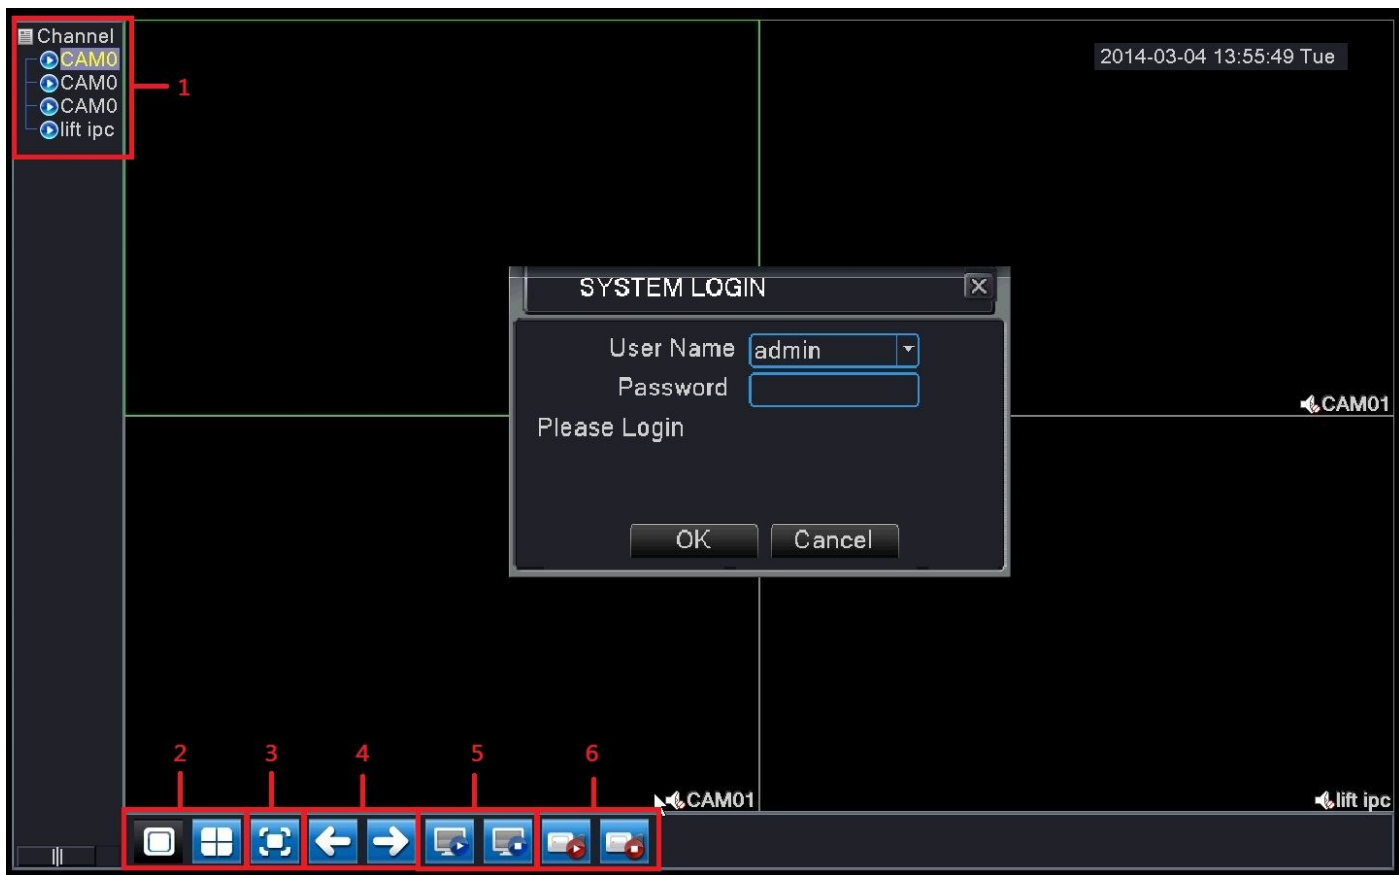 Channel
CAM0
CAM0
CAM0
lift ipc
1
2014-03-04 13:55:49 Tue
SYSTEM LOGIN
User Name admin
Password
Please Login
OK Cancel
CAM01
2 3 4 5 6
CAM01
lift ipc